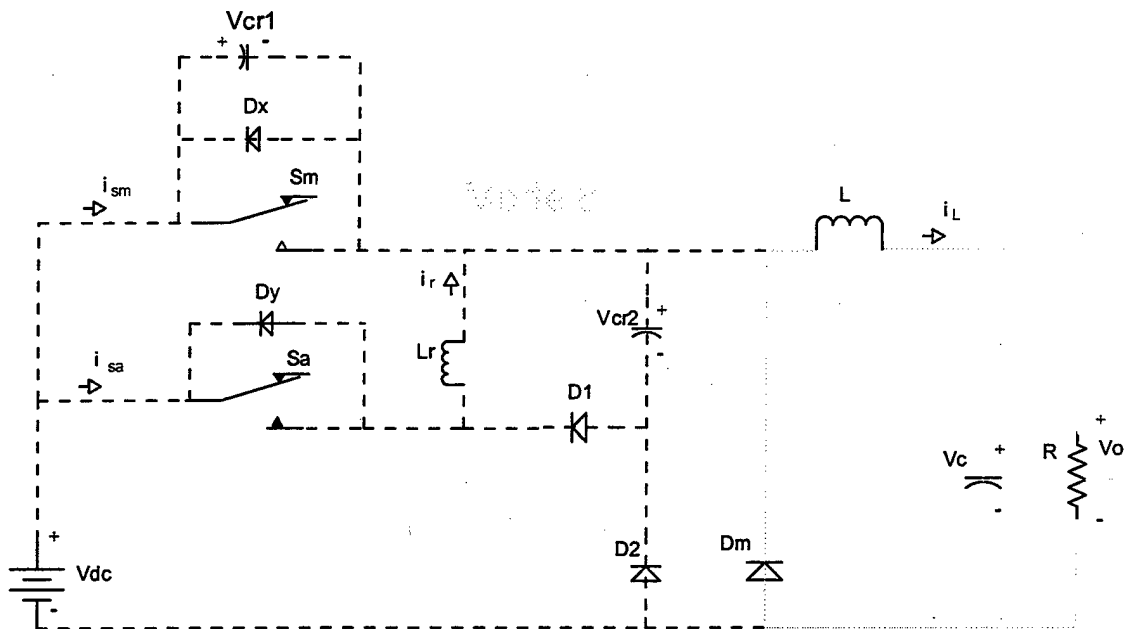 Vcr1
+ -
Dx
i sm
Sm
L
i L
i r
Dy
Vcr2
+
-
Lr
i sa
Sa
D1
Vc
+
-
R
+
Vo
-
+
Vdc
-
D2
Dm